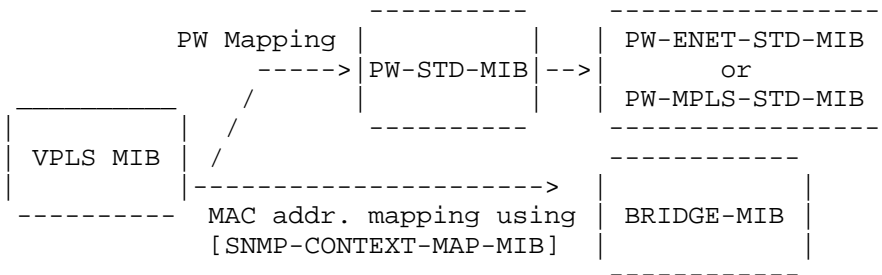 PW Mapping
PW-STD-MIB
PW-ENET-STD-MIB
or
PW-MPLS-STD-MIB
VPLS MIB
MAC addr. mapping using
[SNMP-CONTEXT-MAP-MIB]
BRIDGE-MIB